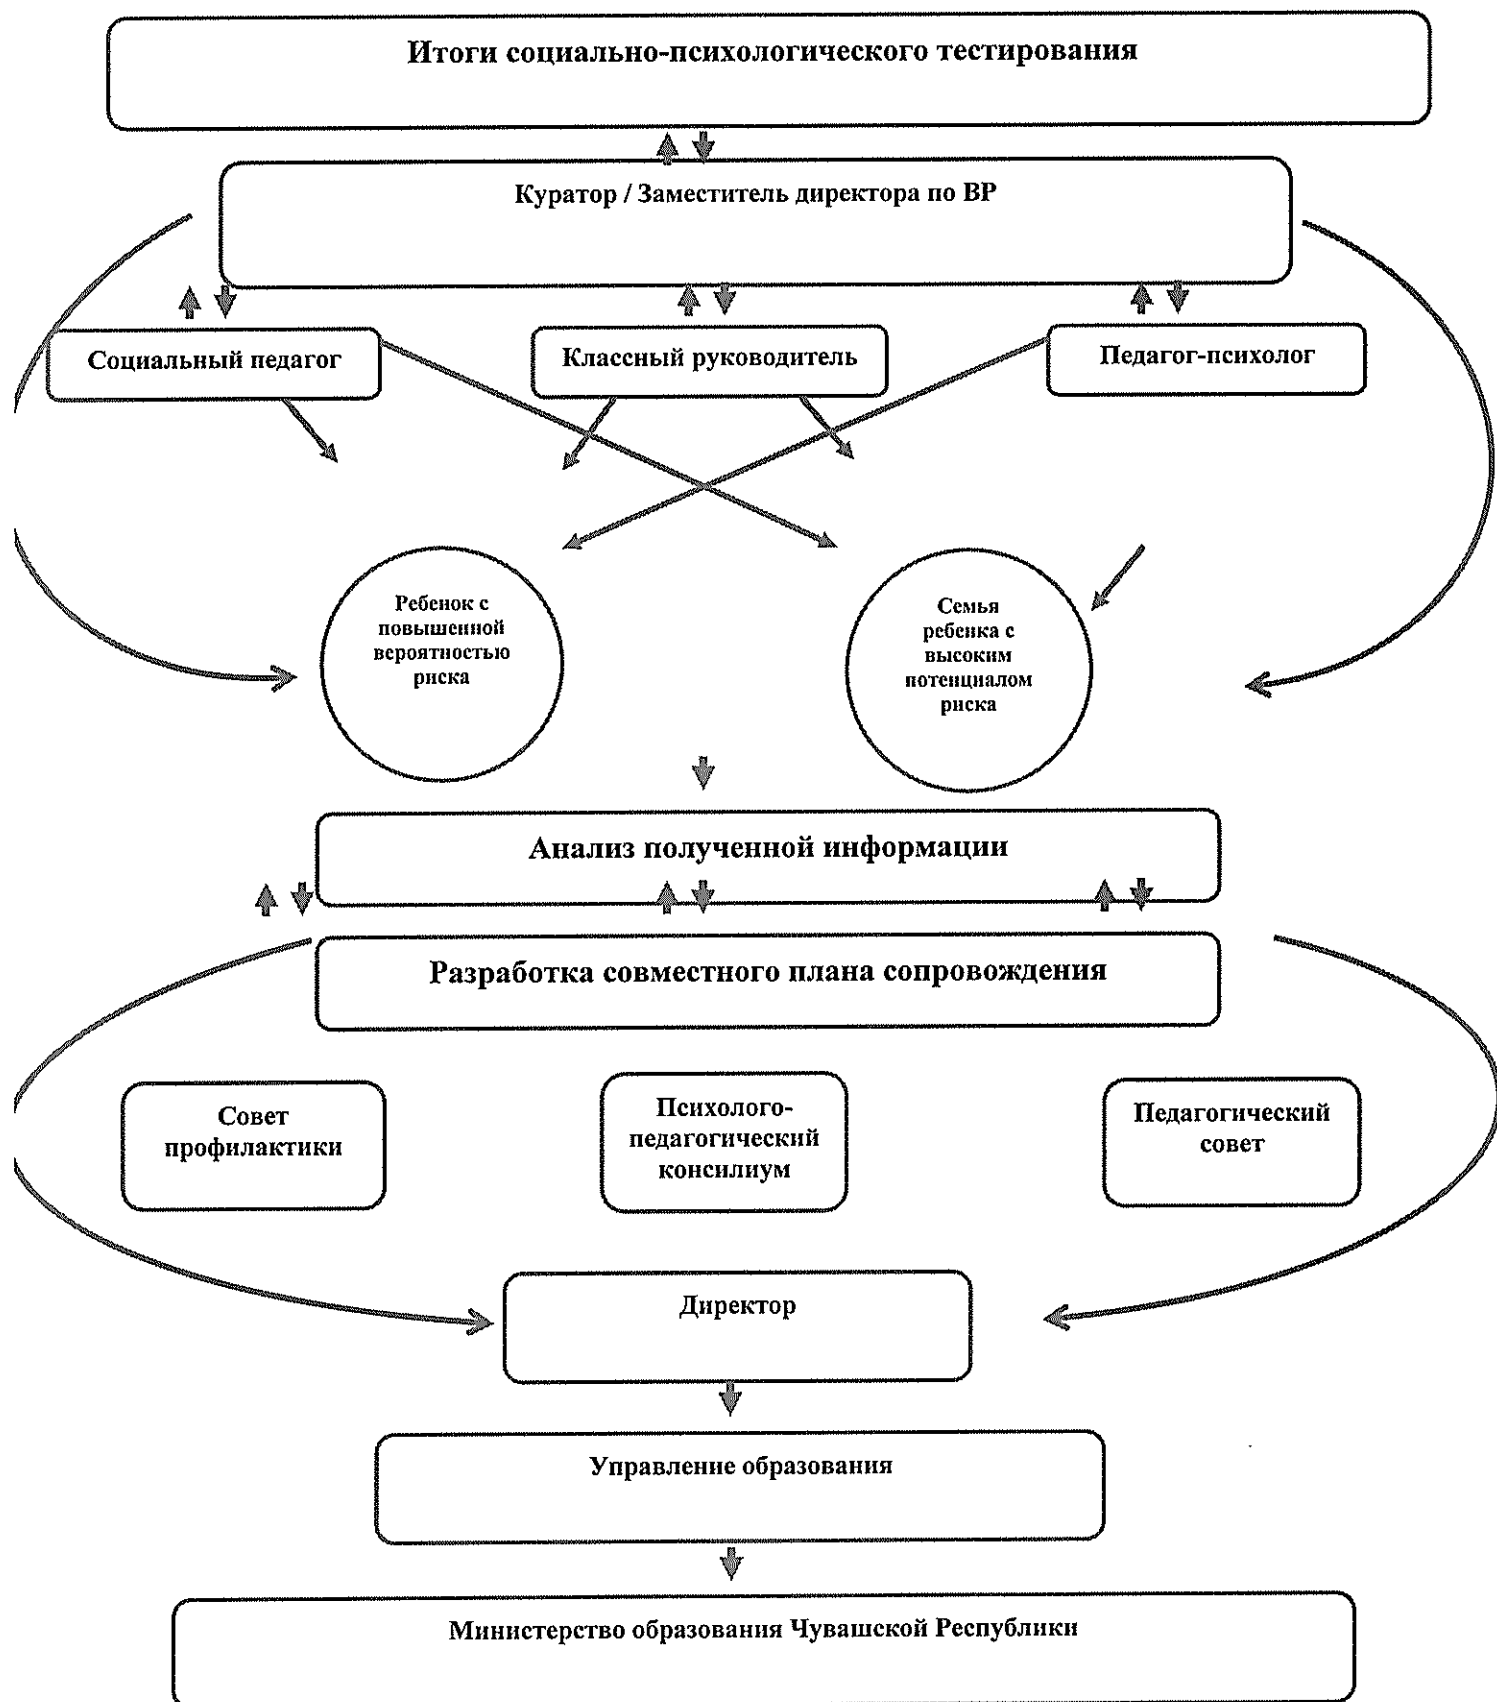 Итоги социально-психологического тестирования
Куратор / Заместитель директора по ВР
Социальный педагог
Классный руководитель
Педагог-психолог
Ребенок с
повышенной
вероятностью
риска
Семья
ребенка с
высоким
потенциалом
риска
Анализ полученной информации
Разработка совместного плана сопровождения
Совет
профилактики
Психолого-
педагогический
консилиум
Педагогический
совет
Директор
Управление образования
Министерство образования Чувашской Республики